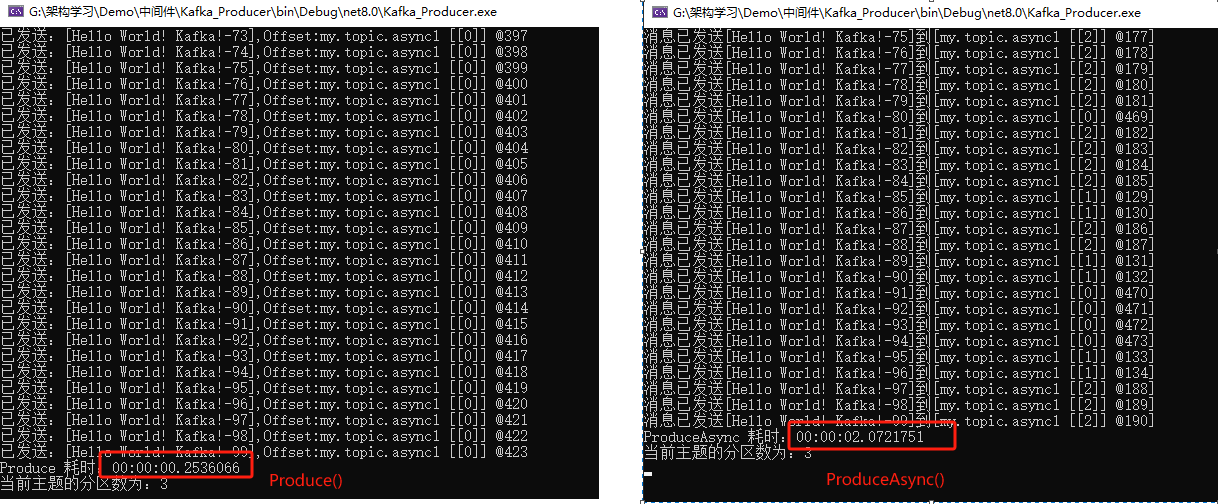 G:\架构学习\Demo\中间件\Kafka_Producer\bin\Debug\net8.0\Kafka_Producer.exe
已发送: [Hello World! Kafka!-73],Offset:my.topic.async1 [[0]] @397
已发送: [Hello World! Kafka!-74],Offset:my.topic.async1 [[0]] @398
已发送: [Hello World! Kafka!-75],Offset:my.topic.async1 [[0]] @399
已发送: [Hello World! Kafka!-76],Offset:my.topic.async1 [[0]] @400
已发送: [Hello World! Kafka!-77],Offset:my.topic.async1 [[0]] @401
已发送: [Hello World! Kafka!-78],Offset:my.topic.async1 [[0]] @402
已发送: [Hello World! Kafka!-79],Offset:my.topic.async1 [[0]] @403
已发送: [Hello World! Kafka!-80],Offset:my.topic.async1 [[0]] @404
已发送: [Hello World! Kafka!-81],Offset:my.topic.async1 [[0]] @405
已发送: [Hello World! Kafka!-82],Offset:my.topic.async1 [[0]] @406
已发送: [Hello World! Kafka!-83],Offset:my.topic.async1 [[0]] @407
已发送: [Hello World! Kafka!-84],Offset:my.topic.async1 [[0]] @408
已发送: [Hello World! Kafka!-85],Offset:my.topic.async1 [[0]] @409
已发送: [Hello World! Kafka!-86],Offset:my.topic.async1 [[0]] @410
已发送: [Hello World! Kafka!-87],Offset:my.topic.async1 [[0]] @411
已发送: [Hello World! Kafka!-88],Offset:my.topic.async1 [[0]] @412
已发送: [Hello World! Kafka!-89],Offset:my.topic.async1 [[0]] @413
已发送: [Hello World! Kafka!-90],Offset:my.topic.async1 [[0]] @414
已发送: [Hello World! Kafka!-91],Offset:my.topic.async1 [[0]] @415
已发送: [Hello World! Kafka!-92],Offset:my.topic.async1 [[0]] @416
已发送: [Hello World! Kafka!-93],Offset:my.topic.async1 [[0]] @417
已发送: [Hello World! Kafka!-94],Offset:my.topic.async1 [[0]] @418
已发送: [Hello World! Kafka!-95],Offset:my.topic.async1 [[0]] @419
已发送: [Hello World! Kafka!-96],Offset:my.topic.async1 [[0]] @420
已发送: [Hello World! Kafka!-97],Offset:my.topic.async1 [[0]] @421
已发送: [Hello World! Kafka!-98],Offset:my.topic.async1 [[0]] @422
已发送: [Hello World! Kafka!-99],Offset:my.topic.async1 [[0]] @423
Produce 耗时: 00:00:00.2536066
当前主题的分区数为: 3
Produce()
G:\架构学习\Demo\中间件\Kafka_Producer\bin\Debug\net8.0\Kafka_Producer.exe
消息已发送[Hello World! Kafka!-75]到[my.topic.async1 [[2]] @177]
消息已发送[Hello World! Kafka!-76]到[my.topic.async1 [[2]] @178]
消息已发送[Hello World! Kafka!-77]到[my.topic.async1 [[2]] @179]
消息已发送[Hello World! Kafka!-78]到[my.topic.async1 [[2]] @180]
消息已发送[Hello World! Kafka!-79]到[my.topic.async1 [[2]] @181]
消息已发送[Hello World! Kafka!-80]到[my.topic.async1 [[0]] @469]
消息已发送[Hello World! Kafka!-81]到[my.topic.async1 [[2]] @182]
消息已发送[Hello World! Kafka!-82]到[my.topic.async1 [[2]] @183]
消息已发送[Hello World! Kafka!-83]到[my.topic.async1 [[2]] @184]
消息已发送[Hello World! Kafka!-84]到[my.topic.async1 [[2]] @185]
消息已发送[Hello World! Kafka!-85]到[my.topic.async1 [[1]] @129]
消息已发送[Hello World! Kafka!-86]到[my.topic.async1 [[1]] @130]
消息已发送[Hello World! Kafka!-87]到[my.topic.async1 [[2]] @186]
消息已发送[Hello World! Kafka!-88]到[my.topic.async1 [[2]] @187]
消息已发送[Hello World! Kafka!-89]到[my.topic.async1 [[1]] @131]
消息已发送[Hello World! Kafka!-90]到[my.topic.async1 [[1]] @132]
消息已发送[Hello World! Kafka!-91]到[my.topic.async1 [[0]] @470]
消息已发送[Hello World! Kafka!-92]到[my.topic.async1 [[0]] @471]
消息已发送[Hello World! Kafka!-93]到[my.topic.async1 [[0]] @472]
消息已发送[Hello World! Kafka!-94]到[my.topic.async1 [[0]] @473]
消息已发送[Hello World! Kafka!-95]到[my.topic.async1 [[1]] @133]
消息已发送[Hello World! Kafka!-96]到[my.topic.async1 [[1]] @134]
消息已发送[Hello World! Kafka!-97]到[my.topic.async1 [[2]] @188]
消息已发送[Hello World! Kafka!-98]到[my.topic.async1 [[2]] @189]
消息已发送[Hello World! Kafka!-99]到[my.topic.async1 [[2]] @190]
ProduceAsync 耗时: 00:00:02.0721751
当前主题的分区数为: 3
ProduceAsync()